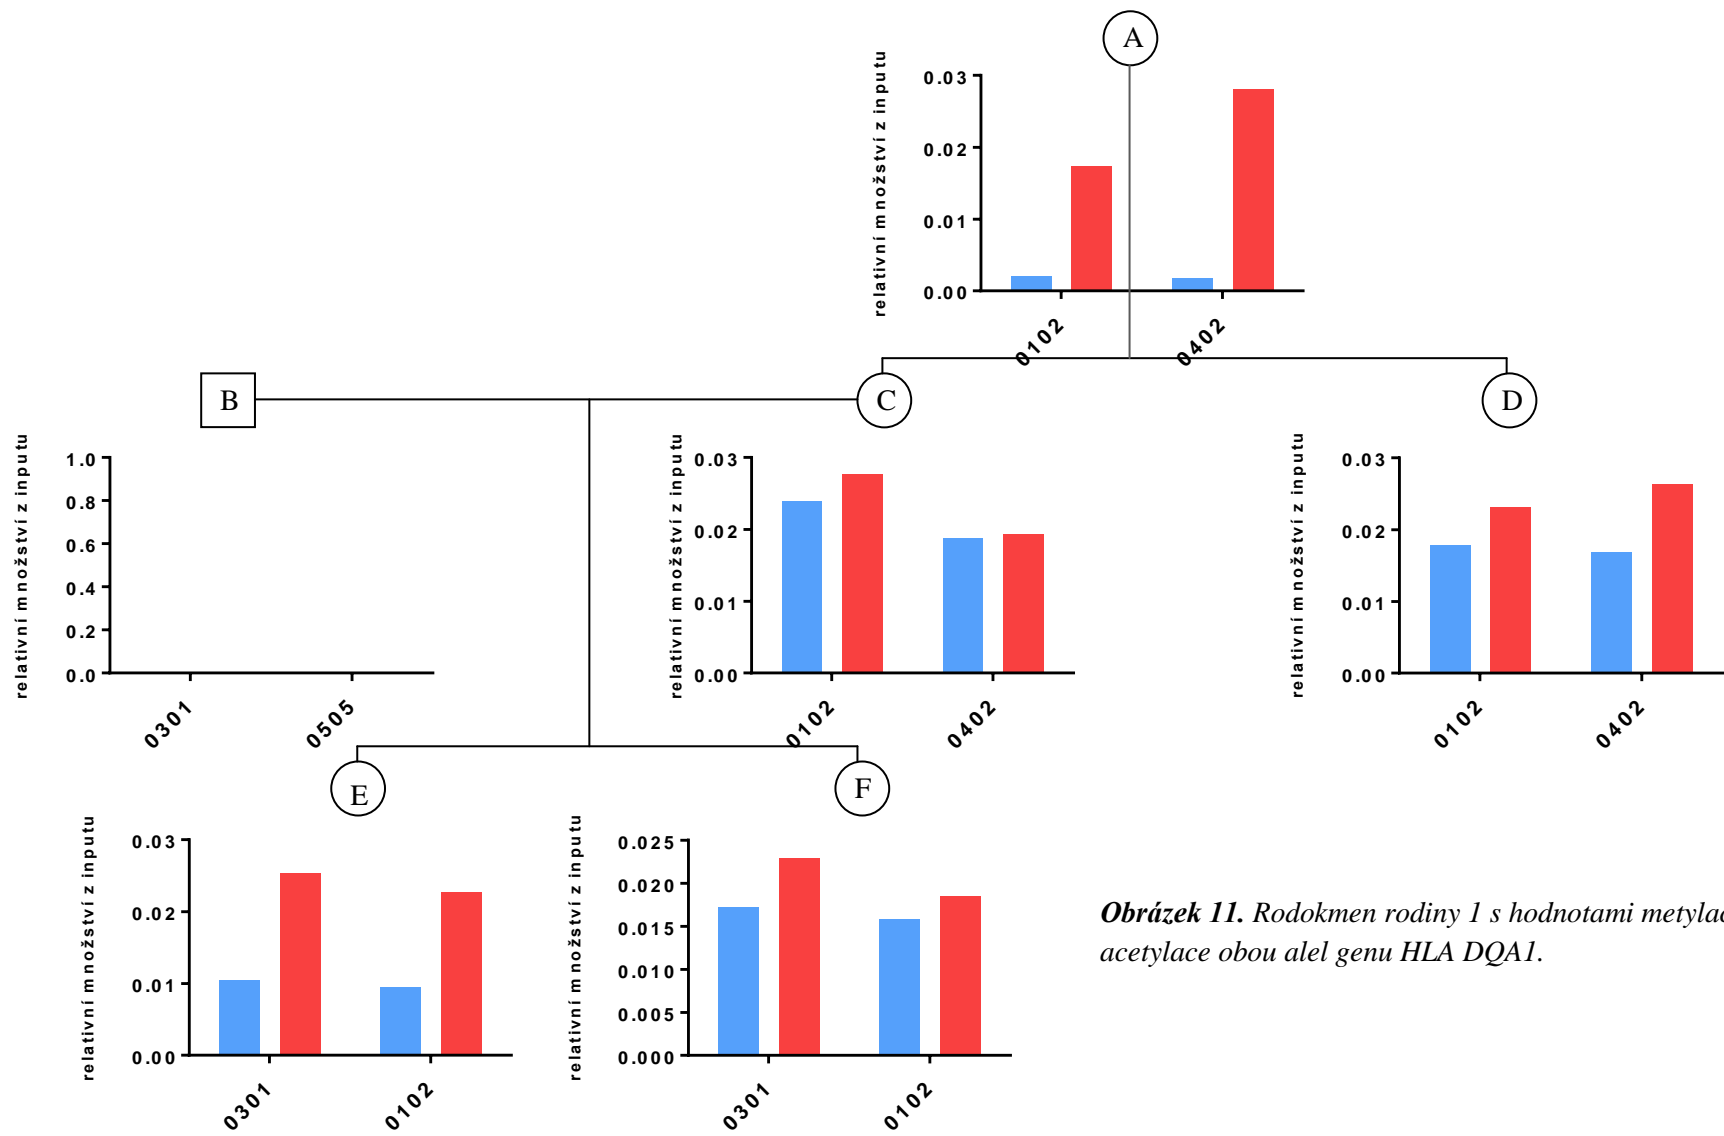 A
relativní množství z inputu
0.03
0.02
0.01
0.00
0102
0402
B
C
D
relativní množství z inputu
1.0
0.8
0.6
0.4
0.2
0.0
0301
0505
relativní množství z inputu
0.03
0.02
0.01
0.00
0102
0402
relativní množství z inputu
0.03
0.02
0.01
0.00
0102
0402
E
F
relativní množství z inputu
0.03
0.02
0.01
0.00
0301
0102
relativní množství z inputu
0.025
0.020
0.015
0.010
0.005
0.000
0301
0102
Obrázek 11. Rodokmen rodiny 1 s hodnotami
acetylace obou alel genu HLA DQA1.